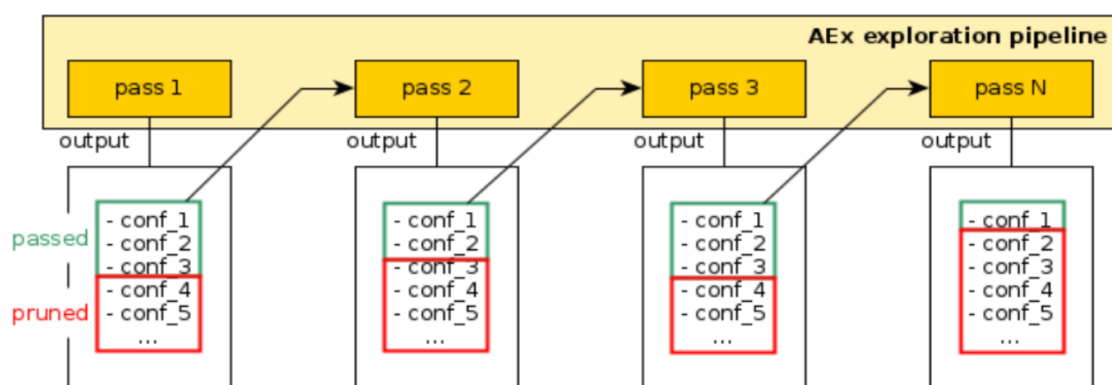 AEx exploration pipeline
pass 1
pass 2
pass 3
pass N
output
output
output
output
passed
pruned
- conf_1
- conf_2
- conf_3
- conf_4
- conf_5
...
- conf_1
- conf_2
- conf_3
- conf_4
- conf_5
...
- conf_1
- conf_2
- conf_3
- conf_4
- conf_5
...
- conf_1
- conf_2
- conf_3
- conf_4
- conf_5
...